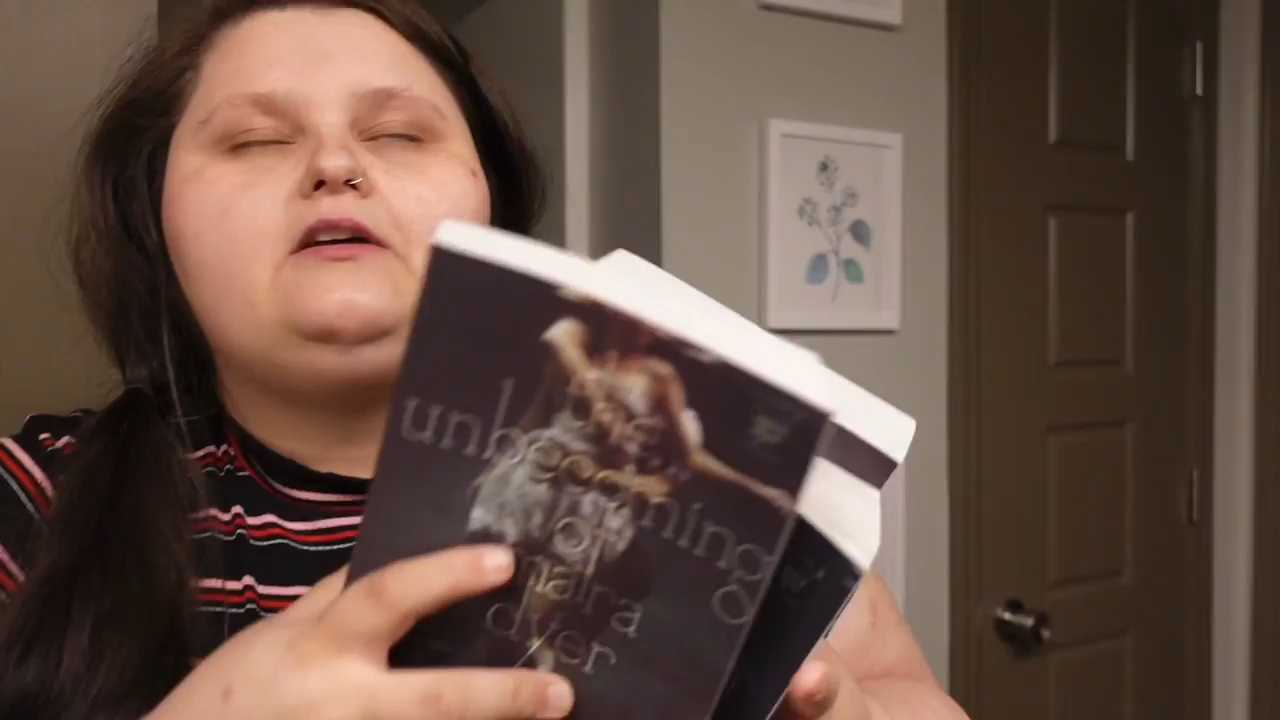 the
unbecoming
of
mara
dyer